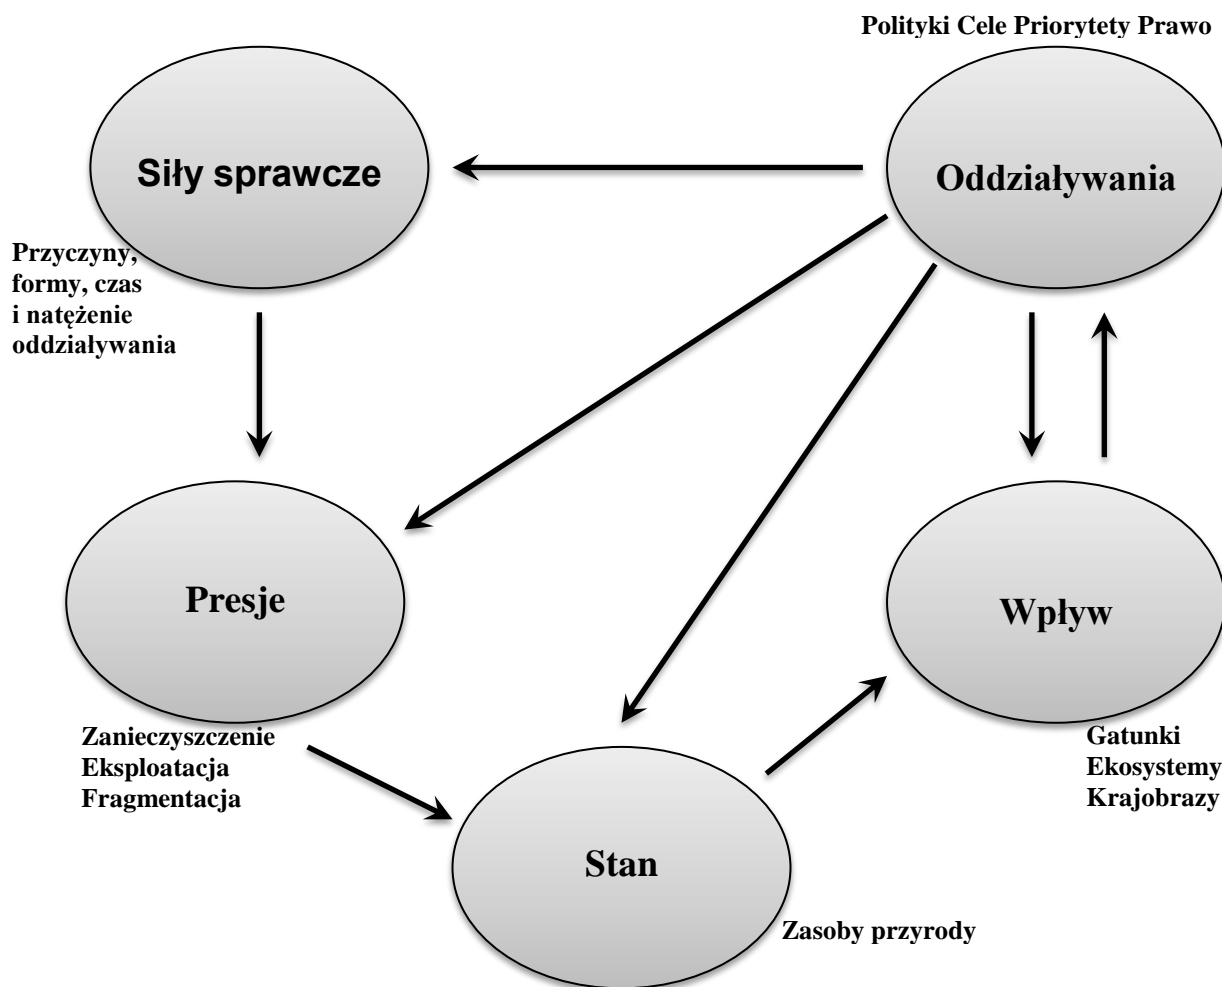 Polityki Cele Priorytety Prawo
Siły sprawcze
Oddziaływania
Przyczyny,
formy, czas
i natężenie
oddziaływania
Presje
Wpływ
Zanieczyszczenie
Eksploatacja
Fragmentacja
Gatunki
Ekosystemy
Krajobrazy
Stan
Zasoby przyrody